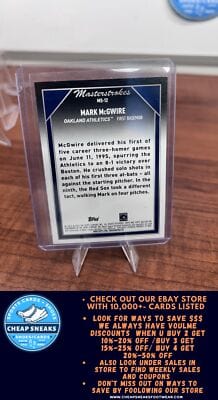 Masterstrokes
MS-12
MARK McGWIRE
OAKLAND ATHLETICS™ FIRST BASEMAN
McGwire delivered his first of
five career three-homer games
on June 11, 1995, spurring the
Athletics to an 8-1 victory over
Boston. He crushed solo shots in
each of his first three at-bats – all
against the starting pitcher. In the
ninth, the Red Sox took a different
tact, walking Mark on four pitches.
Topps
CHEAP SNEAKS
• CHECK OUT OUR EBAY STORE
WITH 10,000+ CARDS LISTED
• LOOK FOR WAYS TO SAVE $$$
WE ALWAYS HAVE VOULME
DISCOUNTS WHEN U BUY 2 GET
10%-20% OFF /BUY 3 GET
15%-25% OFF/ BUY 4 GET
20%-50% OFF
• ALSO LOOK UNDER SALES IN
STORE TO FIND WEEKLY SALES
AND COUPONS
• DON'T MISS OUT ON WAYS TO
SAVE BY FOOLOWING OUR STORE
WWW.CHEAPSNEAKSFOOTWEAR.COM